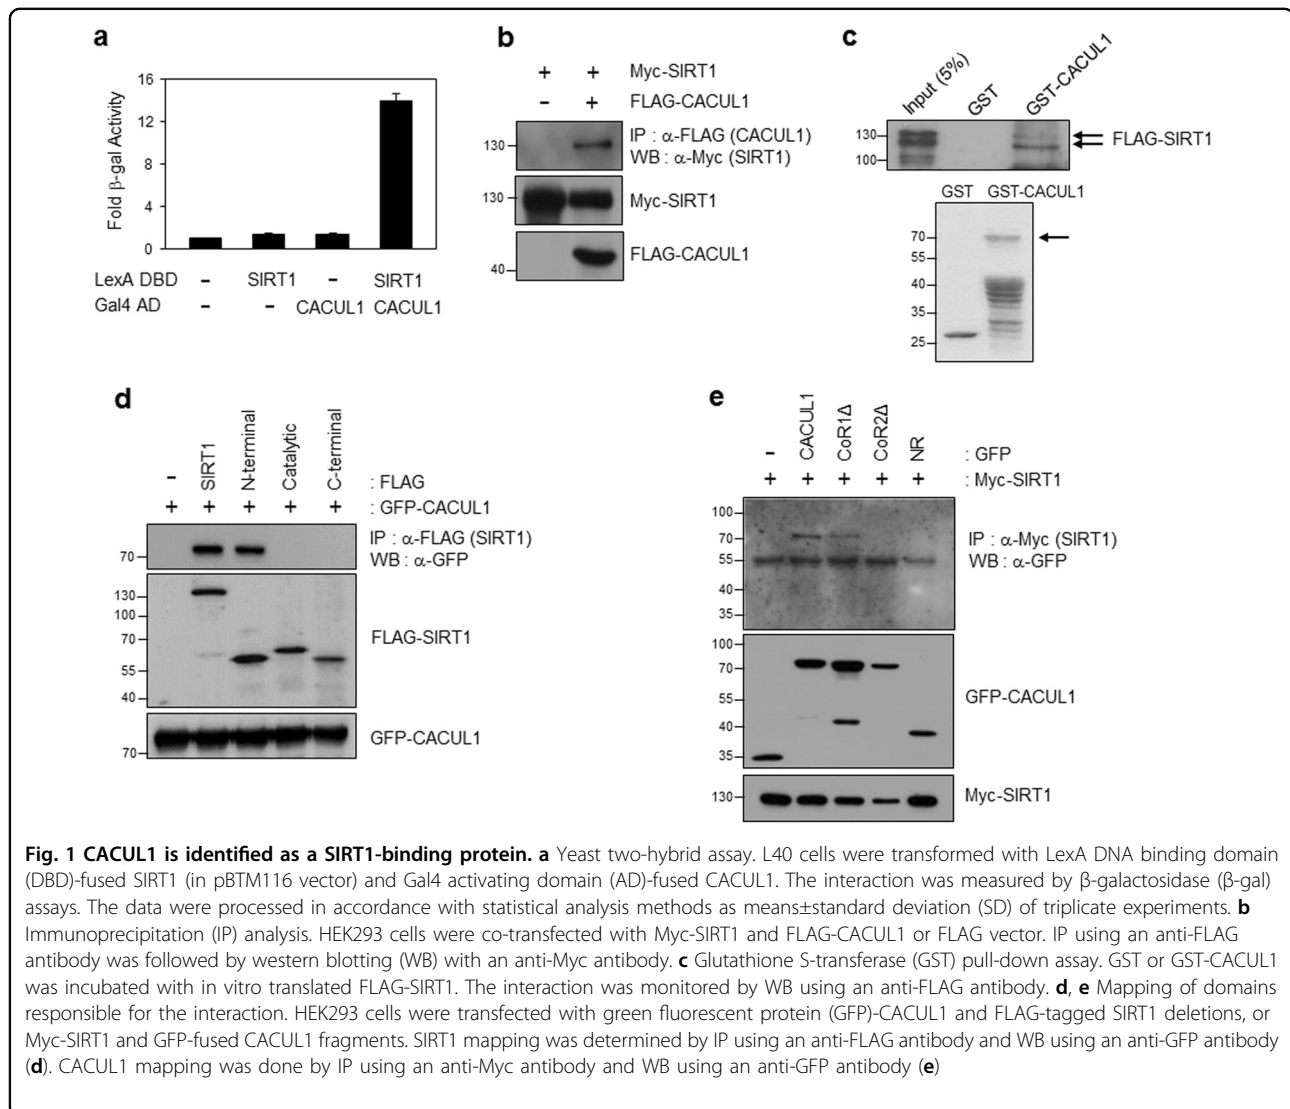 a
16
12
8
4
0
Fold β-gal Activity
LexA DBD - SIRT1 - SIRT1
Gal4 AD - - CACUL1 CACUL1
b
+ + Myc-SIRT1
- + FLAG-CACUL1
130
IP : α-FLAG (CACUL1)
WB : α-Myc (SIRT1)
130 Myc-SIRT1
FLAG-CACUL1
40
c
Input (5%) GST GST-CACUL1
130
100
FLAG-SIRT1
GST GST-CACUL1
70
55
40
35
25
d
- SIRT1 N-terminal Catalytic C-terminal : FLAG
+ + + + + : GFP-CACUL1
70
IP : α-FLAG (SIRT1)
WB : α-GFP
130
100
70
55
40
FLAG-SIRT1
GFP-CACUL1
70
e
- CACUL1 CoR1Δ CoR2Δ NR : GFP
+ + + + + : Myc-SIRT1
100
70
55
40
35
IP : α-Myc (SIRT1)
WB : α-GFP
100
70
55
40
35
GFP-CACUL1
130 Myc-SIRT1
Fig. 1 CACUL1 is identified as a SIRT1-binding protein. a Yeast two-hybrid assay. L40 cells were transformed with LexA DNA binding domain
(DBD)-fused SIRT1 (in pBTM116 vector) and Gal4 activating domain (AD)-fused CACUL1. The interaction was measured by β-galactosidase (β-gal)
assays. The data were processed in accordance with statistical analysis methods as means±standard deviation (SD) of triplicate experiments. b
Immunoprecipitation (IP) analysis. HEK293 cells were co-transfected with Myc-SIRT1 and FLAG-CACUL1 or FLAG vector. IP using an anti-FLAG
antibody was followed by western blotting (WB) with an anti-Myc antibody. c Glutathione S-transferase (GST) pull-down assay. GST or GST-CACUL1
was incubated with in vitro translated FLAG-SIRT1. The interaction was monitored by WB using an anti-FLAG antibody. d, e Mapping of domains
responsible for the interaction. HEK293 cells were transfected with green fluorescent protein (GFP)-CACUL1 and FLAG-tagged SIRT1 deletions, or
Myc-SIRT1 and GFP-fused CACUL1 fragments. SIRT1 mapping was determined by IP using an anti-FLAG antibody and WB using an anti-GFP antibody
(d). CACUL1 mapping was done by IP using an anti-Myc antibody and WB using an anti-GFP antibody (e)